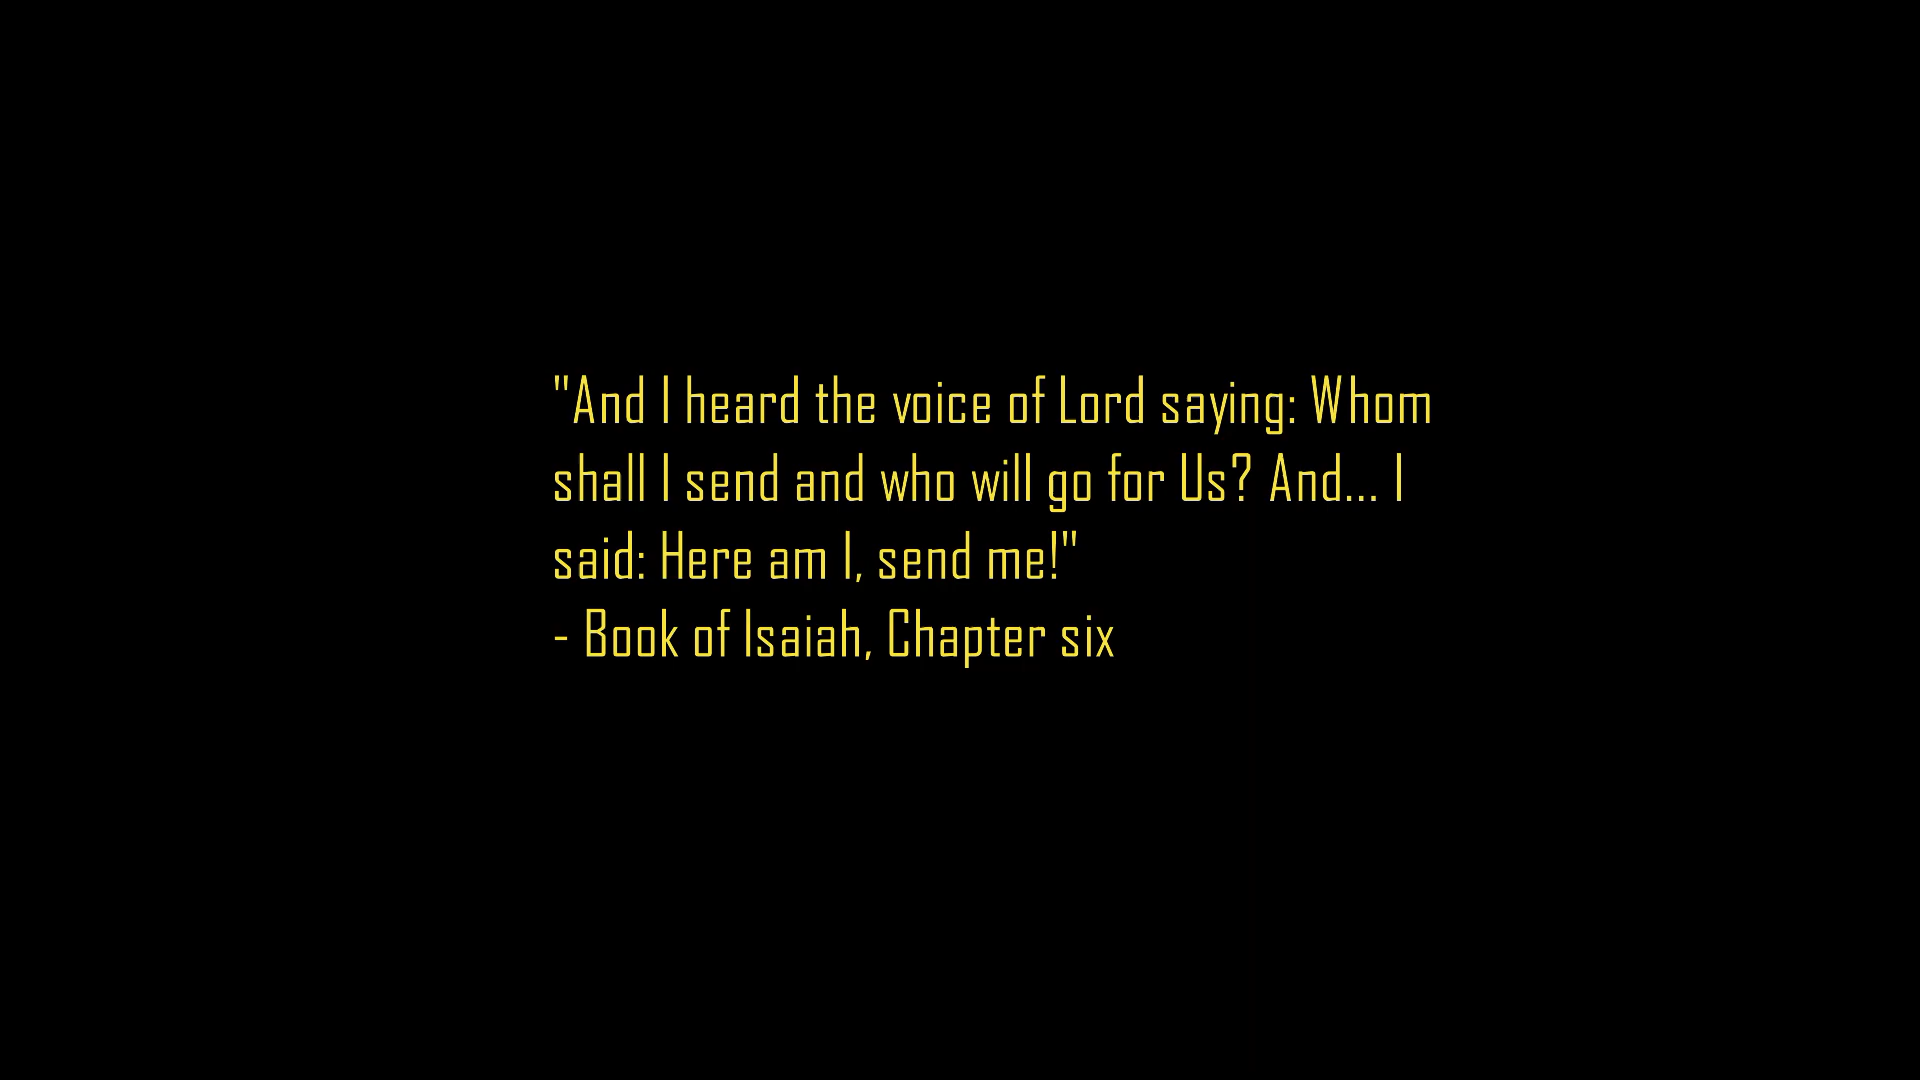 "And I heard the voice of Lord saying: Whom
shall I send and who will go for Us? And... I
said: Here am I, send me!"
- Book of Isaiah, Chapter six